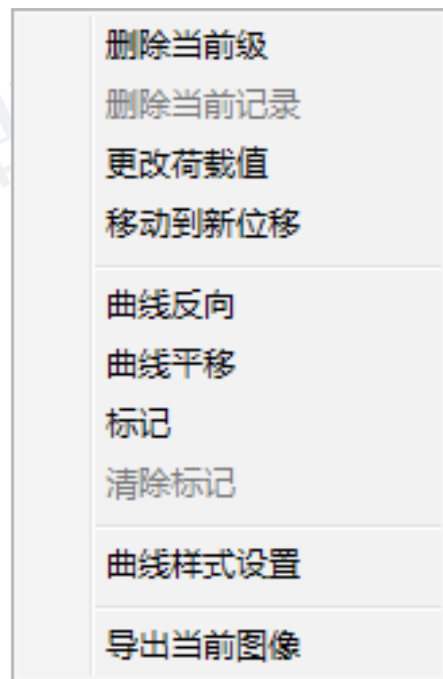 删除当前级
删除当前记录
更改荷载值
移动到新位移
曲线反向
曲线平移
标记
清除标记
曲线样式设置
导出当前图像